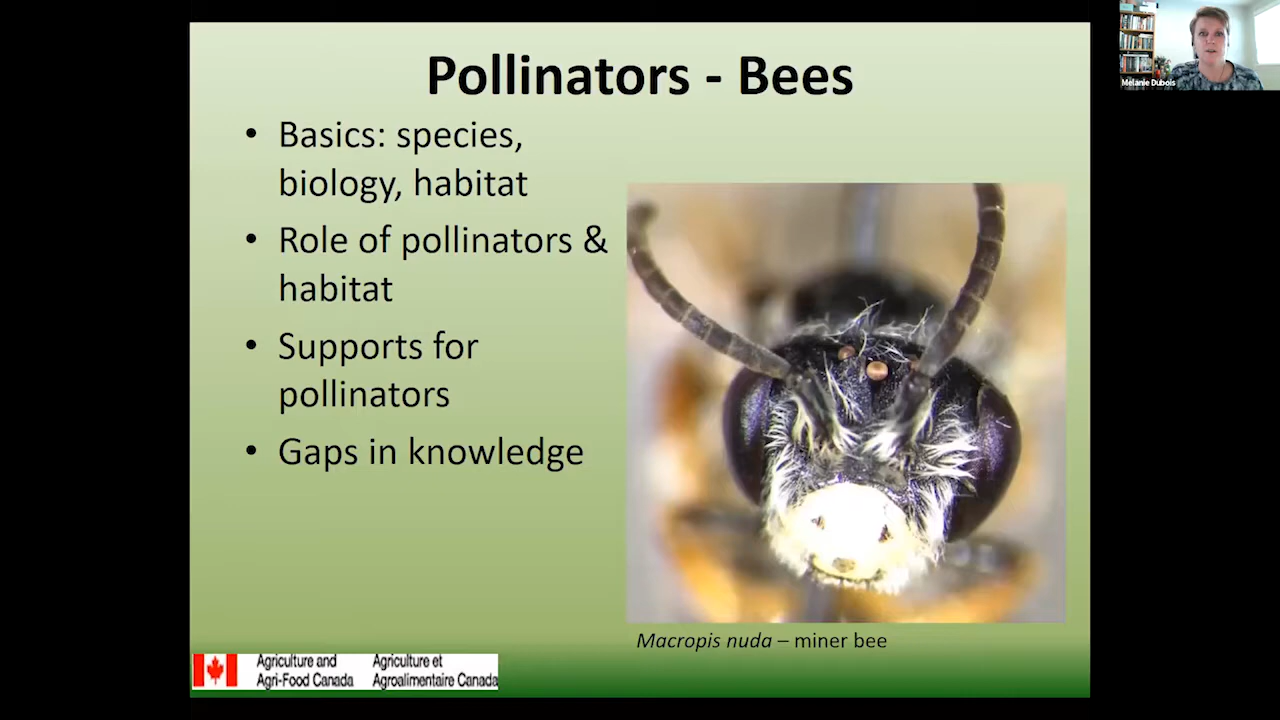 Pollinators - Bees
• Basics: species,
biology, habitat
• Role of pollinators &
habitat
• Supports for
pollinators
• Gaps in knowledge
Macropis nuda – miner bee
Agriculture and
Agri-Food Canada
Agriculture et
Agroalimentaire Canada
Melanie Dubois